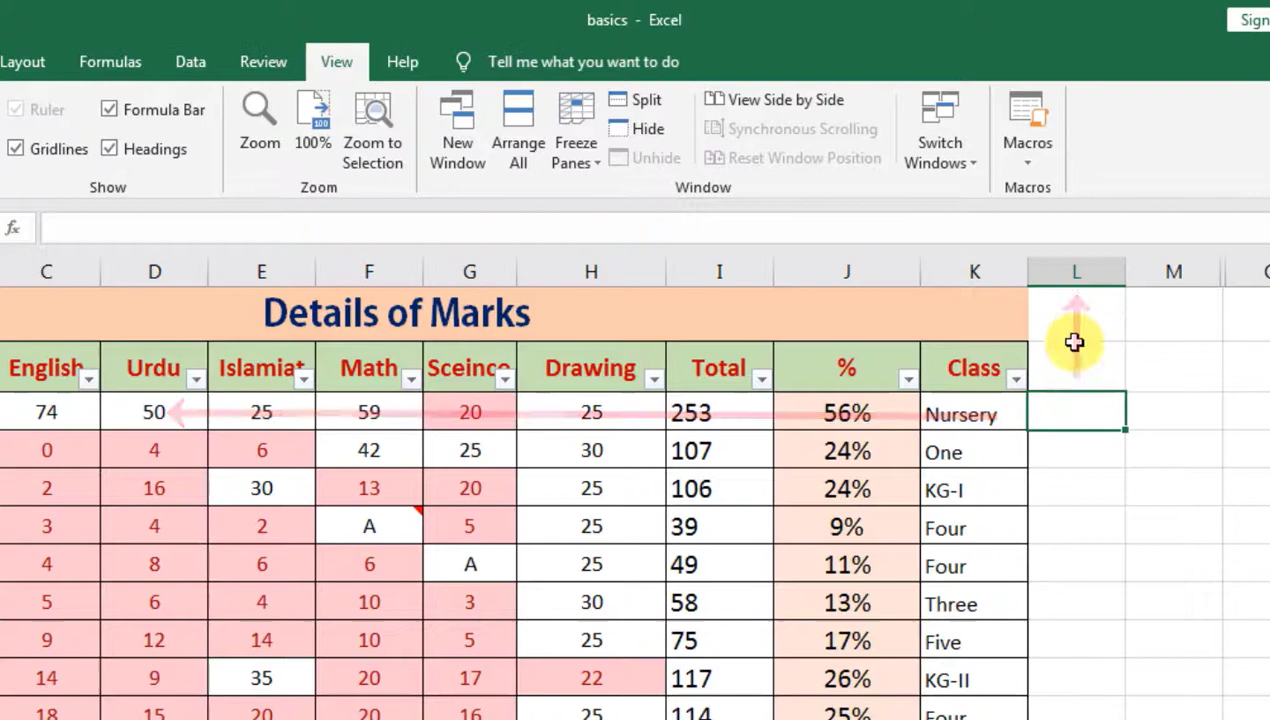 basics - Excel
Sign
Layout Formulas Data Review View Help Tell me what you want to do
Ruler Formula Bar
Gridlines Headings
Show
Zoom 100% Zoom to Selection
Zoom
New Window Arrange All Freeze Panes
Split
Hide
Unhide
View Side by Side
Synchronous Scrolling
Reset Window Position
Switch Windows
Window
Macros
Macros
fx
C D E F G H I J K L M
Details of Marks
English Urdu Islamiat Math Sceinc Drawing Total % Class
74 50 25 59 20 25 253 56% Nursery
0 4 6 42 25 30 107 24% One
2 16 30 13 20 25 106 24% KG-I
3 4 2 A 5 25 39 9% Four
4 8 6 6 A 25 49 11% Four
5 6 4 10 3 30 58 13% Three
9 12 14 10 5 25 75 17% Five
14 9 35 20 17 22 117 26% KG-II
18 15 20 20 16 25 114 25% Four